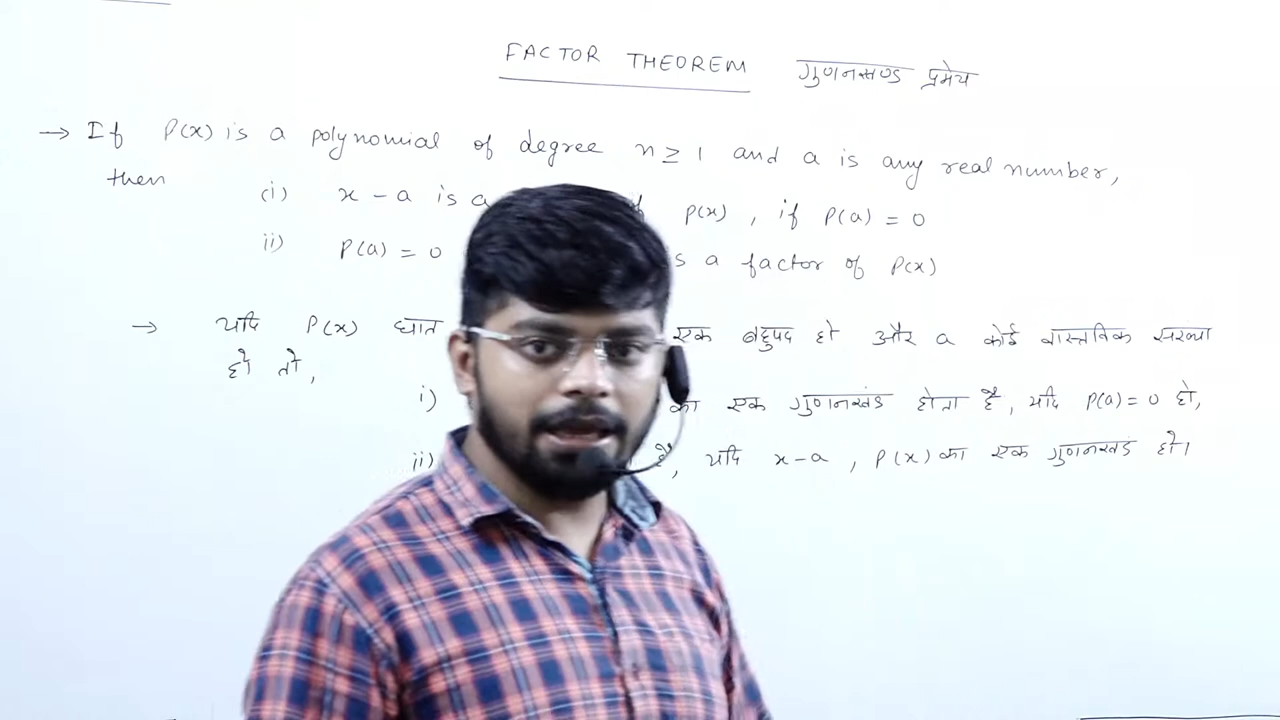 FACTOR THEOREM गुणनखण्ड प्रमेय
→ If P(x) is a polynomial of degree n ≥ 1 and a is any real number,
then (i) x - a is a P(x), if P(a) = 0
ii) P(a) = 0 s a factor of P(x)
→ यदि P(x) घात एक बहुपद हो और a कोई वास्तविक संख्या
हो तो,
i) का एक गुणनखंड होता है, यदि P(a) = 0 हो,
ii) है, यदि x-a, P(x) का एक गुणनखंड हो।